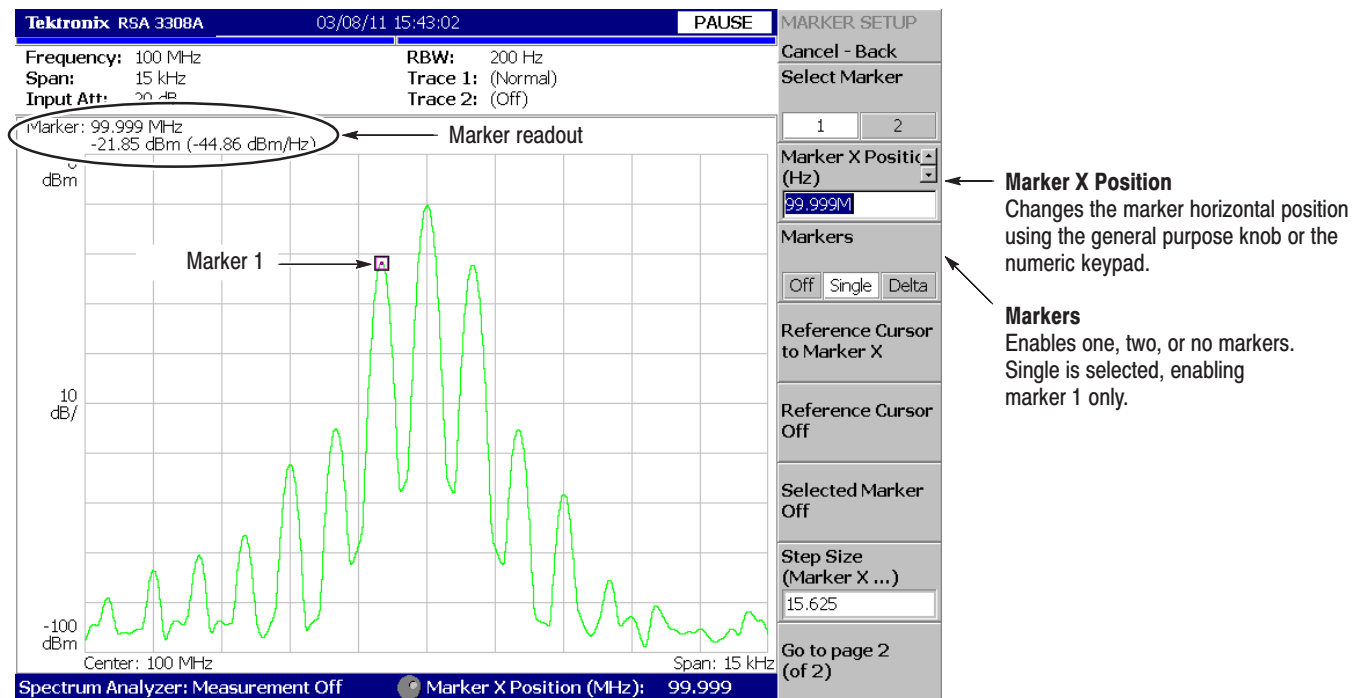 Tektronix RSA 3308A 03/08/11 15:43:02 PAUSE
Frequency: 100 MHz
Span: 15 kHz
Input Att: 20 dB
RBW: 200 Hz
Trace 1: (Normal)
Trace 2: (Off)
Marker: 99.999 MHz
-21.85 dBm (-44.86 dBm/Hz)
Marker readout
0
dBm
Marker 1
10
dB/
-100
dBm
Center: 100 MHz
Span: 15 kHz
Spectrum Analyzer: Measurement Off Marker X Position (MHz): 99.999
MARKER SETUP
Cancel - Back
Select Marker
1 2
Marker X Positic
(Hz)
99.999M
Markers
Off Single Delta
Reference Cursor
to Marker X
Reference Cursor
Off
Selected Marker
Off
Step Size
(Marker X ...)
15.625
Go to page 2
(of 2)
Marker X Position
Changes the marker horizontal position
using the general purpose knob or the
numeric keypad.
Markers
Enables one, two, or no markers.
Single is selected, enabling
marker 1 only.